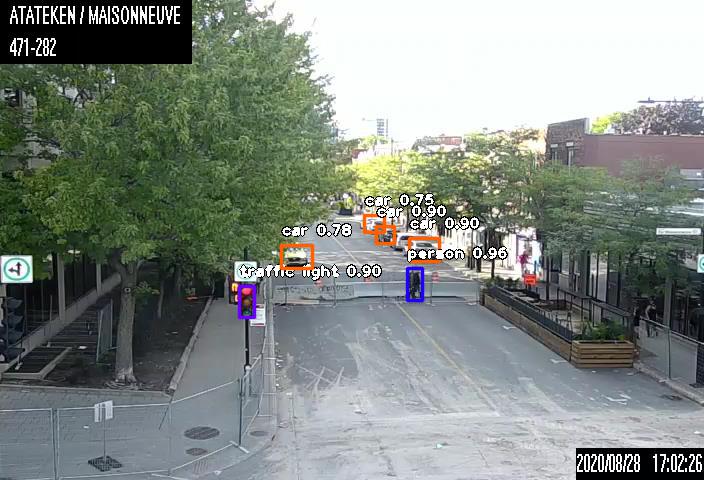 ATATEKEN / MAISONNEUVE
471-282
car 0.75
car 0.90
car 0.90
car 0.78
person 0.96
traffic light 0.90
2020/08/28 17:02:26